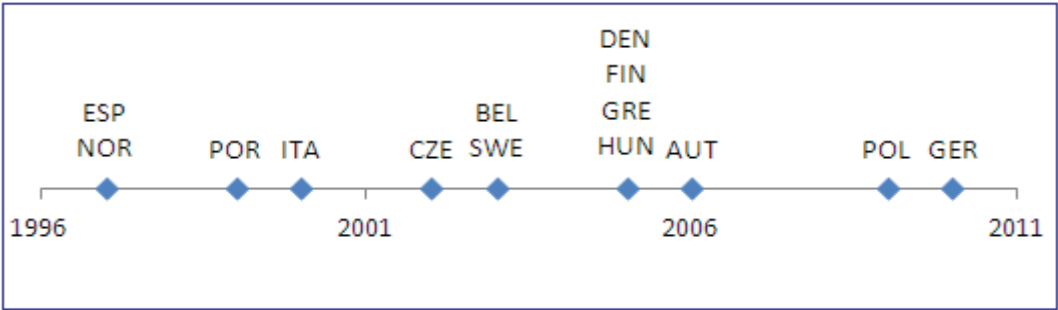 DEN
FIN
ESP BEL GRE
NOR POR ITA CZE SWE HUN AUT POL GER
1996 2001 2006 2011